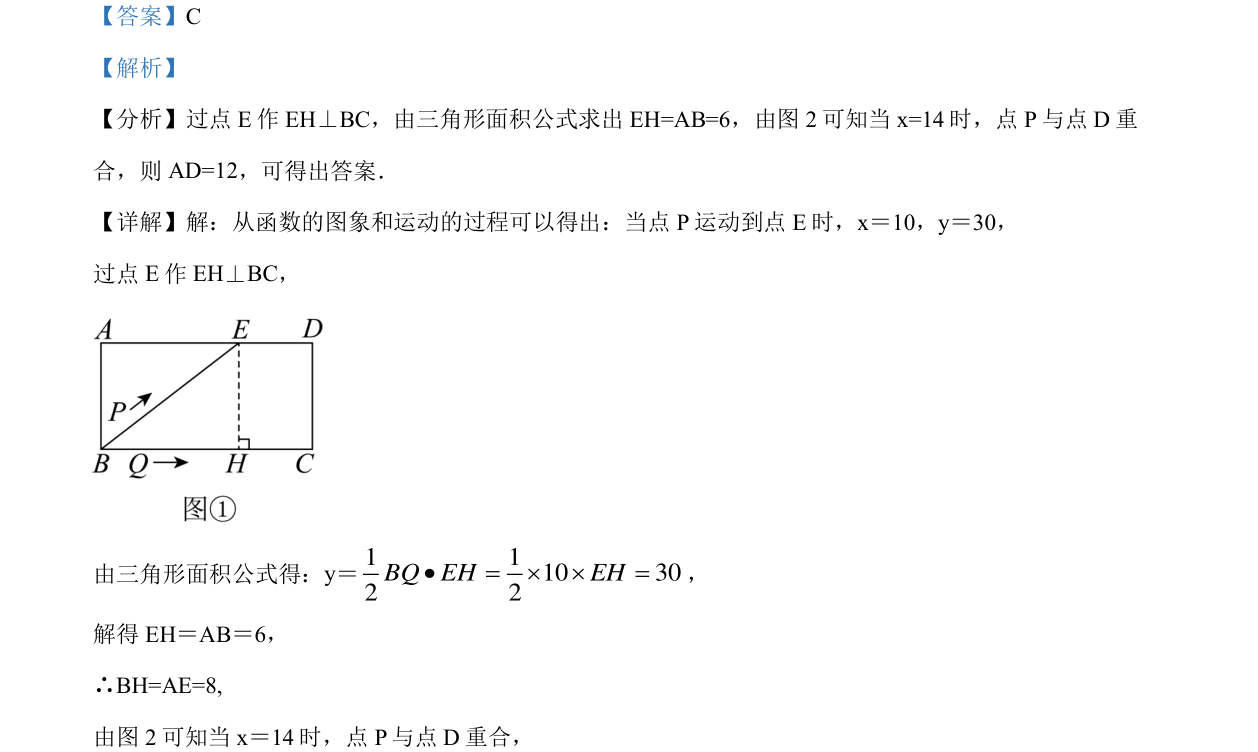 【答案】C
【解析】
【分析】过点 E 作 EH⊥BC，由三角形面积公式求出 EH=AB=6，由图 2 可知当 x=14 时，点 P 与点 D 重
合，则 AD=12，可得出答案．
【详解】解：从函数的图象和运动的过程可以得出：当点 P 运动到点 E 时，x＝10，y＝30，
过点 E 作 EH⊥BC，
A E D
P
B Q H C
图①
由三角形面积公式得：y＝\frac{1}{2}BQ•EH = \frac{1}{2}×10×EH = 30，
解得 EH＝AB＝6，
∴BH=AE=8,
由图 2 可知当 x＝14 时，点 P 与点 D 重合，